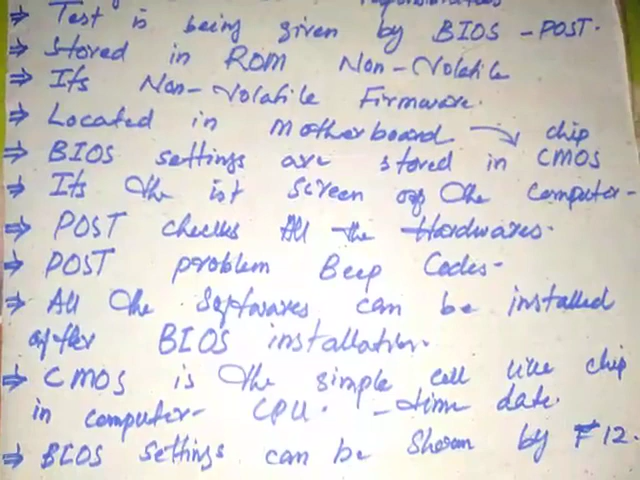 ⇒ Test is being given by BIOS - POST.
⇒ Stored in ROM Non-Volatile
⇒ Its Non-Volatile Firmware.
⇒ Located in motherboard → chip
⇒ BIOS settings are stored in CMOS
⇒ Its the ist screen of the computer-
⇒ POST checks All the Hardwares.
⇒ POST problem Beep Codes-
⇒ All the Softwares can be installed
after BIOS installation.
⇒ CMOS is the simple cell like chip
in computer- CPU. - time date.
⇒ BIOS settings can be Shown by F12.